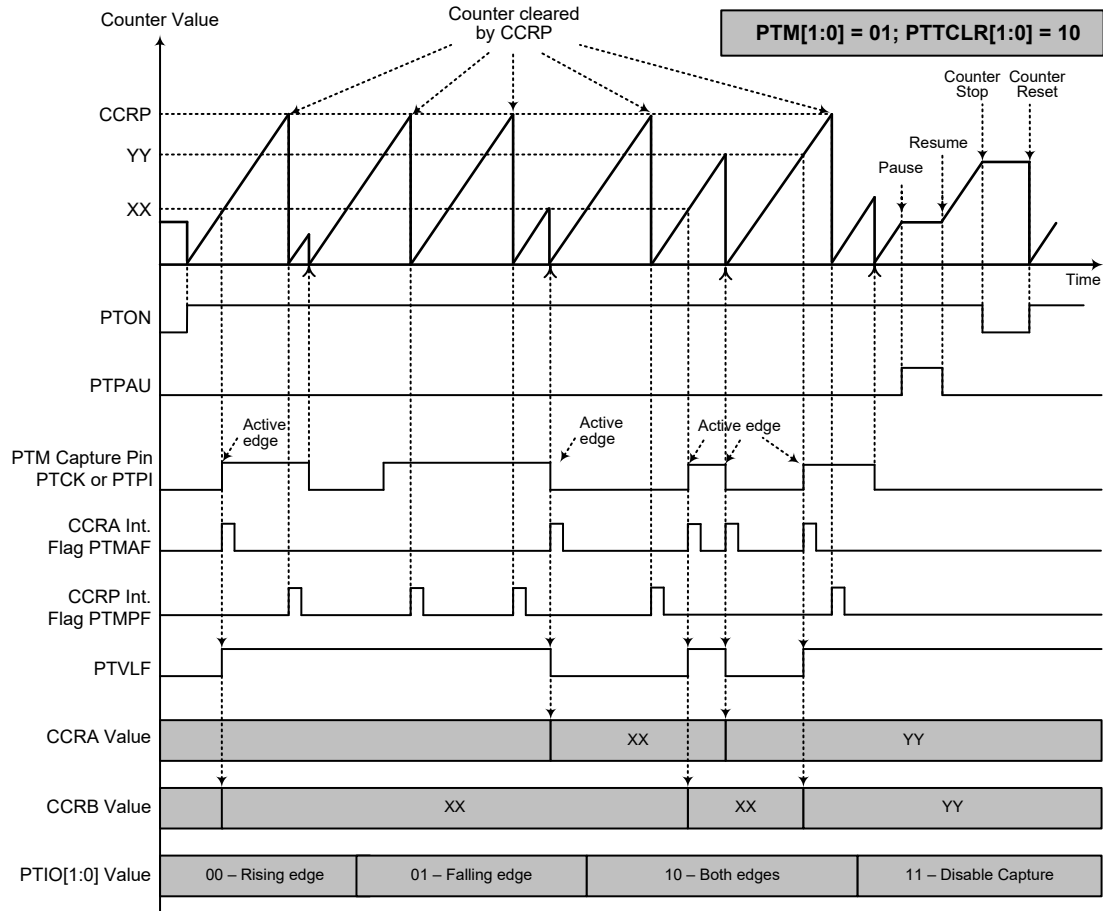 Counter Value
Counter cleared
by CCRP
PTM[1:0] = 01; PTTCLR[1:0] = 10
Counter
Stop
Counter
Reset
CCRP
YY
XX
Pause
Resume
Time
PTON
PTPAU
Active
edge
Active
edge
Active edge
PTM Capture Pin
PTCK or PTPI
CCRA Int.
Flag PTMAF
CCRP Int.
Flag PTMPF
PTVLF
CCRA Value
XX
YY
CCRB Value
XX
XX
YY
PTIO[1:0] Value
00 – Rising edge
01 – Falling edge
10 – Both edges
11 – Disable Capture